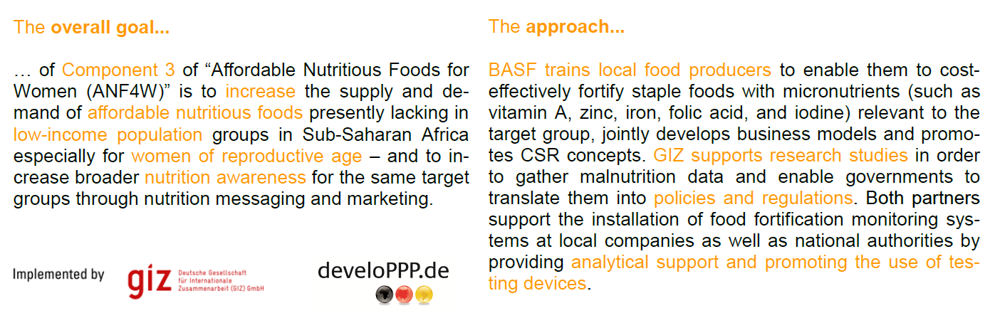 The overall goal...
… of Component 3 of “Affordable Nutritious Foods for
Women (ANF4W)” is to increase the supply and de-
mand of affordable nutritious foods presently lacking in
low-income population groups in Sub-Saharan Africa
especially for women of reproductive age – and to in-
crease broader nutrition awareness for the same target
groups through nutrition messaging and marketing.
Implemented by
giz Deutsche Gesellschaft
für Internationale
Zusammenarbeit (GIZ) GmbH
develoPPP.de
The approach...
BASF trains local food producers to enable them to cost-
effectively fortify staple foods with micronutrients (such as
vitamin A, zinc, iron, folic acid, and iodine) relevant to the
target group, jointly develops business models and promo-
tes CSR concepts. GIZ supports research studies in order
to gather malnutrition data and enable governments to
translate them into policies and regulations. Both partners
support the installation of food fortification monitoring sys-
tems at local companies as well as national authorities by
providing analytical support and promoting the use of tes-
ting devices.